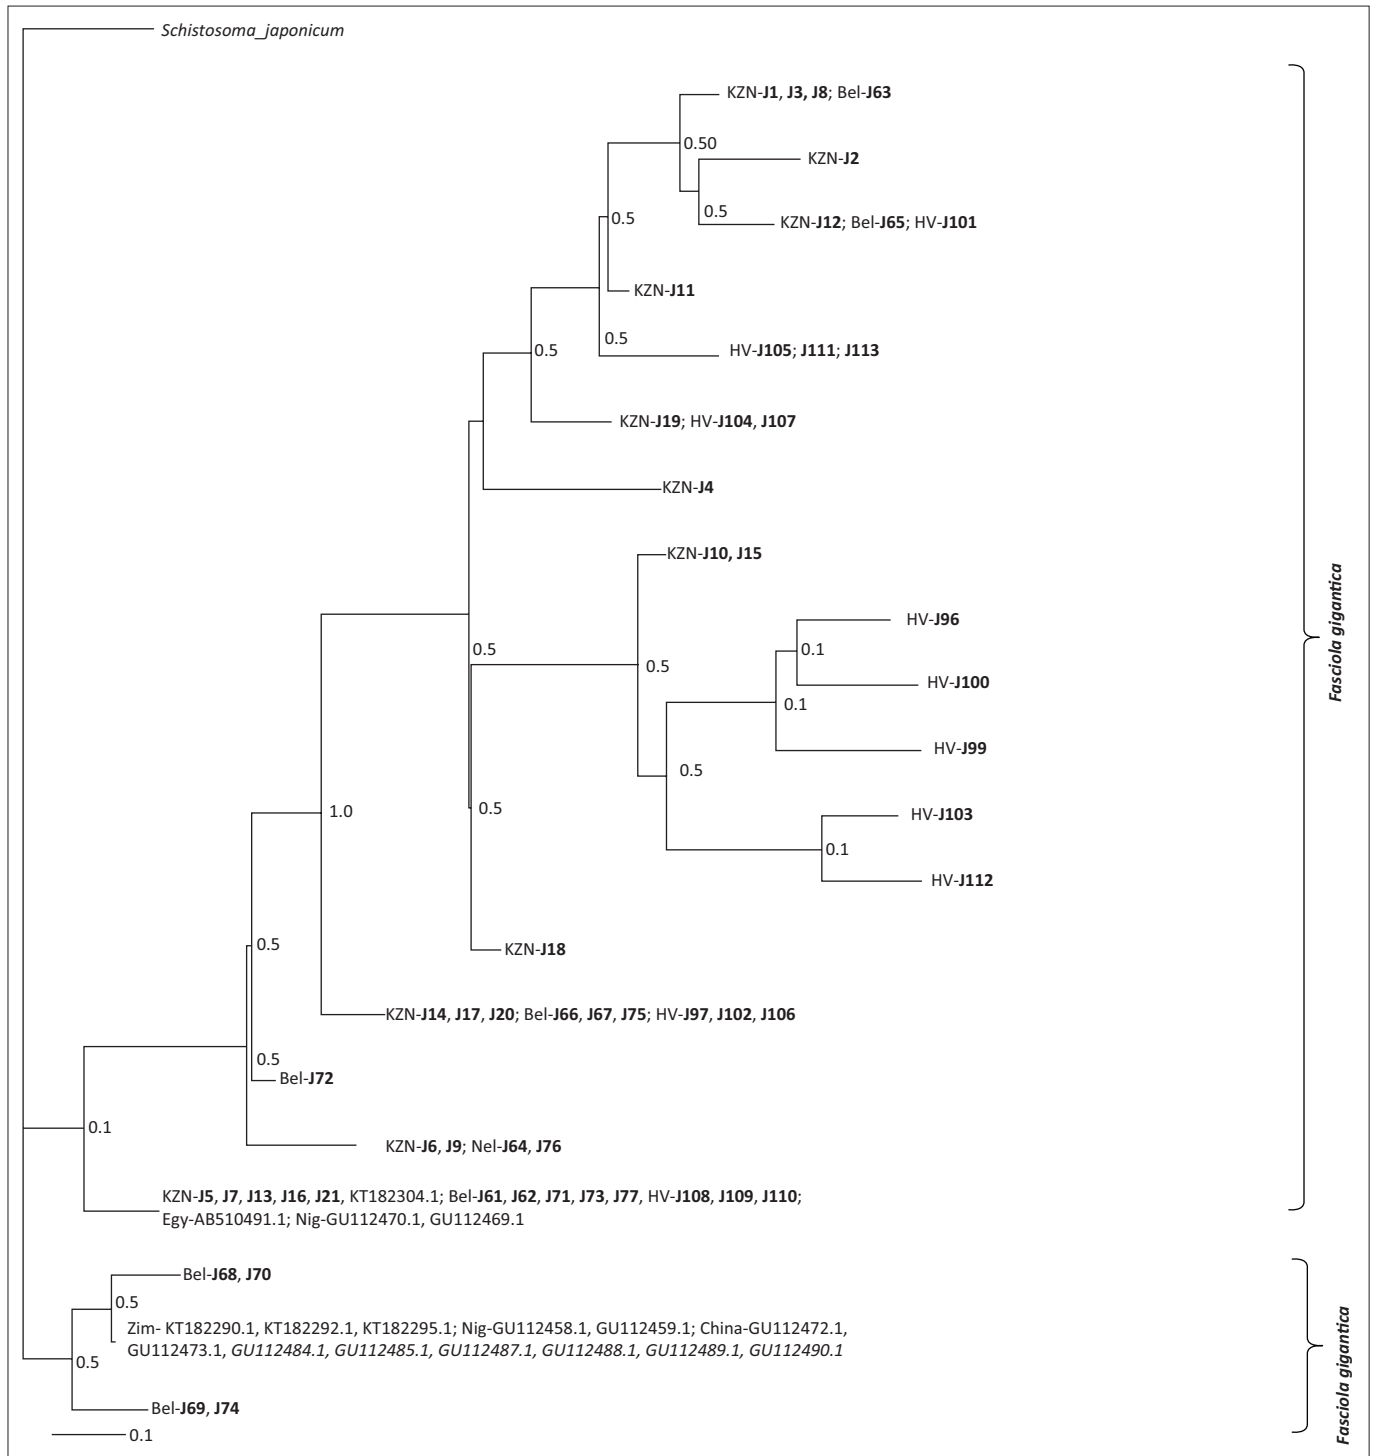 Schistosoma_japonicum
KZN-J1, J3, J8; Bel-J63
0.50
KZN-J2
0.5
KZN-J12; Bel-J65; HV-J101
0.5
KZN-J11
0.5
HV-J105; J111; J113
0.5
KZN-J19; HV-J104, J107
KZN-J4
KZN-J10, J15
Fasciola gigantica
HV-J96
0.1
0.5
0.5
HV-J100
0.1
HV-J99
0.5
0.5
HV-J103
1.0
0.1
HV-J112
0.5
KZN-J18
KZN-J14, J17, J20; Bel-J66, J67, J75; HV-J97, J102, J106
0.5
Bel-J72
0.1
KZN-J6, J9; Nel-J64, J76
KZN-J5, J7, J13, J16, J21, KT182304.1; Bel-J61, J62, J71, J73, J77, HV-J108, J109, J110;
Egy-AB510491.1; Nig-GU112470.1, GU112469.1
Bel-J68, J70
0.5
Zim- KT182290.1, KT182292.1, KT182295.1; Nig-GU112458.1, GU112459.1; China-GU112472.1,
GU112473.1, GU112484.1, GU112485.1, GU112487.1, GU112488.1, GU112489.1, GU112490.1
0.5
Fasciola gigantica
Bel-J69, J74
0.1